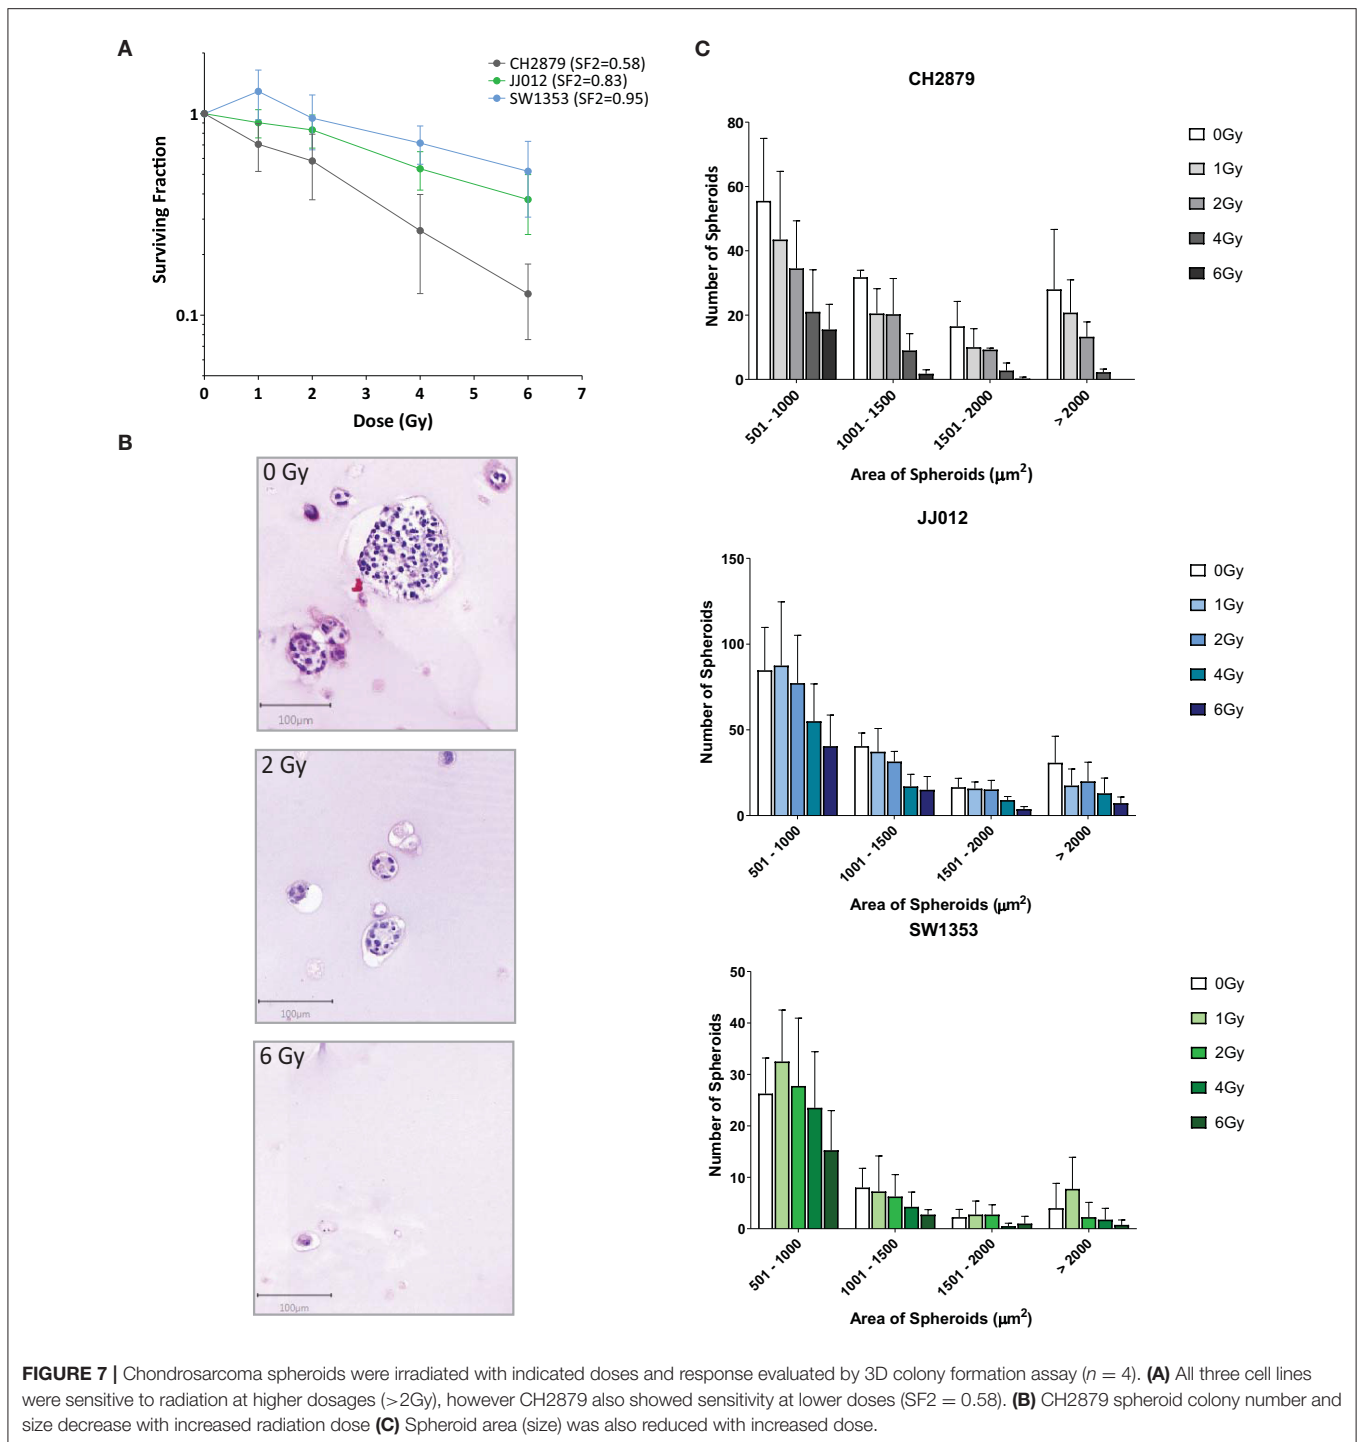 A
CH2879 (SF2=0.58)
JJ012 (SF2=0.83)
SW1353 (SF2=0.95)
1
0.1
Surviving Fraction
0 1 2 3 4 5 6 7
Dose (Gy)
B
0 Gy
100µm
2 Gy
100µm
6 Gy
100µm
C
CH2879
80
60
40
20
0
Number of Spheroids
501 - 1000
1001 - 1500
1501 - 2000
> 2000
Area of Spheroids (µm²)
0Gy
1Gy
2Gy
4Gy
6Gy
JJ012
150
100
50
0
Number of Spheroids
501 - 1000
1001 - 1500
1501 - 2000
> 2000
Area of Spheroids (µm²)
0Gy
1Gy
2Gy
4Gy
6Gy
SW1353
50
40
30
20
10
0
Number of Spheroids
501 - 1000
1001 - 1500
1501 - 2000
> 2000
Area of Spheroids (µm²)
0Gy
1Gy
2Gy
4Gy
6Gy
FIGURE 7 | Chondrosarcoma spheroids were irradiated with indicated doses and response evaluated by 3D colony formation assay (n = 4). (A) All three cell lines
were sensitive to radiation at higher dosages (>2Gy), however CH2879 also showed sensitivity at lower doses (SF2 = 0.58). (B) CH2879 spheroid colony number and
size decrease with increased radiation dose (C) Spheroid area (size) was also reduced with increased dose.